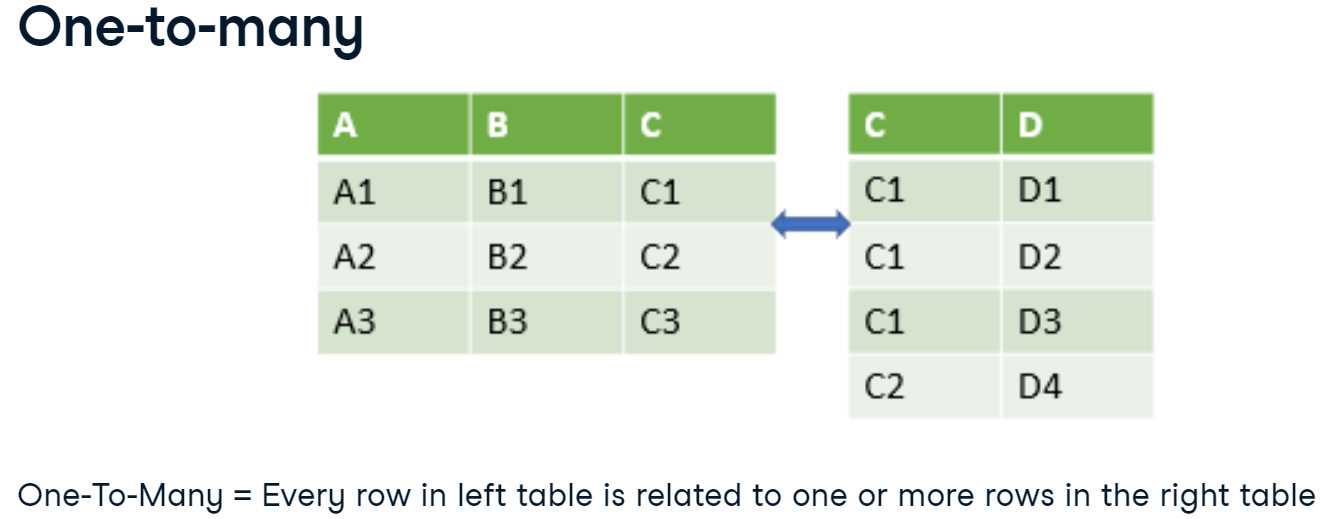 One-to-many
A B C C D
A1 B1 C1 C1 D1
A2 B2 C2 C1 D2
A3 B3 C3 C1 D3
C2 D4
One-To-Many = Every row in left table is related to one or more rows in the right table